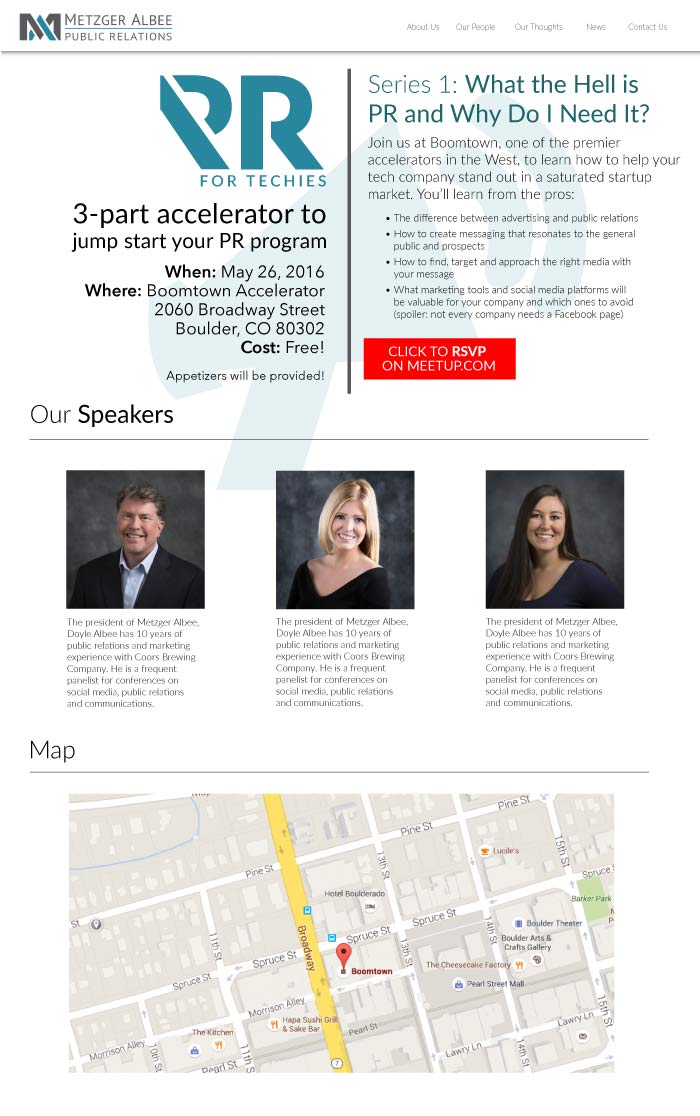 METZGER ALBEE
PUBLIC RELATIONS
About Us
Our People
Our Thoughts
News
Contact Us
PR
FOR TECHIES
3-part accelerator to
jump start your PR program
When: May 26, 2016
Where: Boomtown Accelerator
2060 Broadway Street
Boulder, CO 80302
Cost: Free!
Appetizers will be provided!
Series 1: What the Hell is
PR and Why Do I Need It?
Join us at Boomtown, one of the premier
accelerators in the West, to learn how to help your
tech company stand out in a saturated startup
market. You'll learn from the pros:
• The difference between advertising and public relations
• How to create messaging that resonates to the general
public and prospects
• How to find, target and approach the right media with
your message
• What marketing tools and social media platforms will
be valuable for your company and which ones to avoid
(spoiler: not every company needs a Facebook page)
CLICK TO RSVP
ON MEETUP.COM
Our Speakers
The president of Metzger Albee,
Doyle Albee has 10 years of
public relations and marketing
experience with Coors Brewing
Company. He is a frequent
panelist for conferences on
social media, public relations
and communications.
The president of Metzger Albee,
Doyle Albee has 10 years of
public relations and marketing
experience with Coors Brewing
Company. He is a frequent
panelist for conferences on
social media, public relations
and communications.
The president of Metzger Albee,
Doyle Albee has 10 years of
public relations and marketing
experience with Coors Brewing
Company. He is a frequent
panelist for conferences on
social media, public relations
and communications.
Map
Pine St
15th St
Lucile's
13th St
Pine St
Hotel Boulderado
Barker Park
Spruce St
14th St
Boulder Theater
11th St
Broadway
Spruce St
13th St
Boulder Arts &
Crafts Gallery
Spruce St
Boomtown
The Cheesecake Factory
Spruce St
Pearl Street Mall
Morrison Alley
15th St
Hapa Sushi Grill
& Sake Bar
Pearl St
Lawry Ln
The Kitchen
Morrison Alley
10th St
11th St
Lawry Ln
Pearl St
7